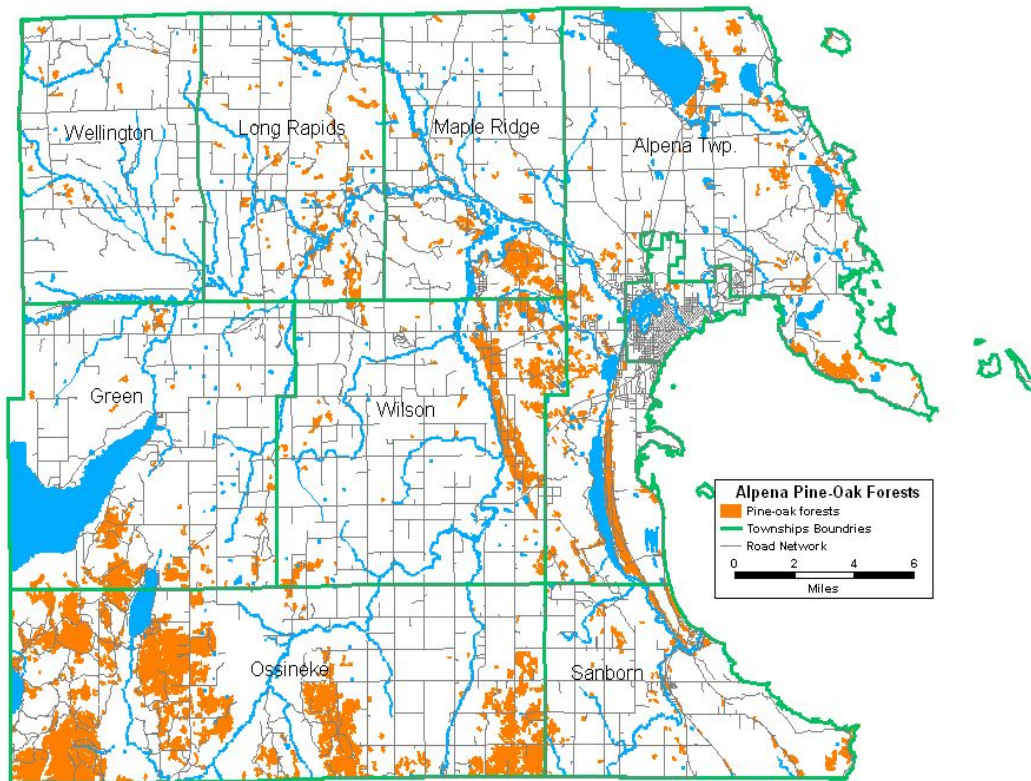 Wellington
Long Rapids
Maple Ridge
Alpena Twp.
Green
Wilson
Ossineke
Sanborn
Alpena Pine-Oak Forests
Pine-oak forests
Townships Boundries
Road Network
0 2 4 6
Miles